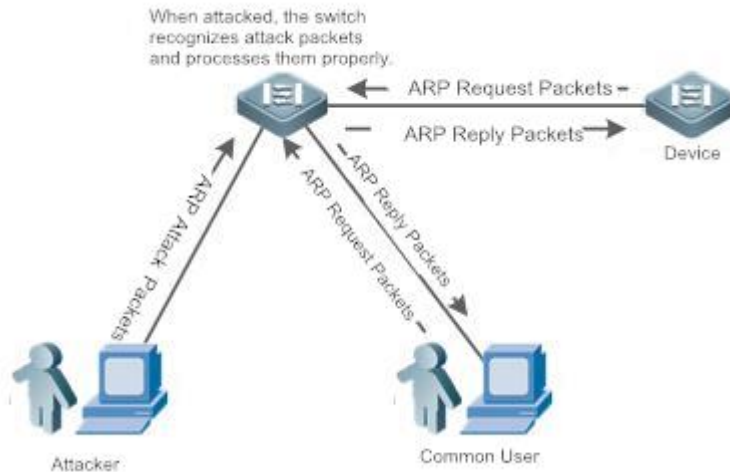 When attacked, the switch
recognizes attack packets
and processes them properly.
ARP Request Packets
ARP Reply Packets
Device
ARP Attack Packets
ARP Reply Packets
ARP Request Packets
Attacker
Common User